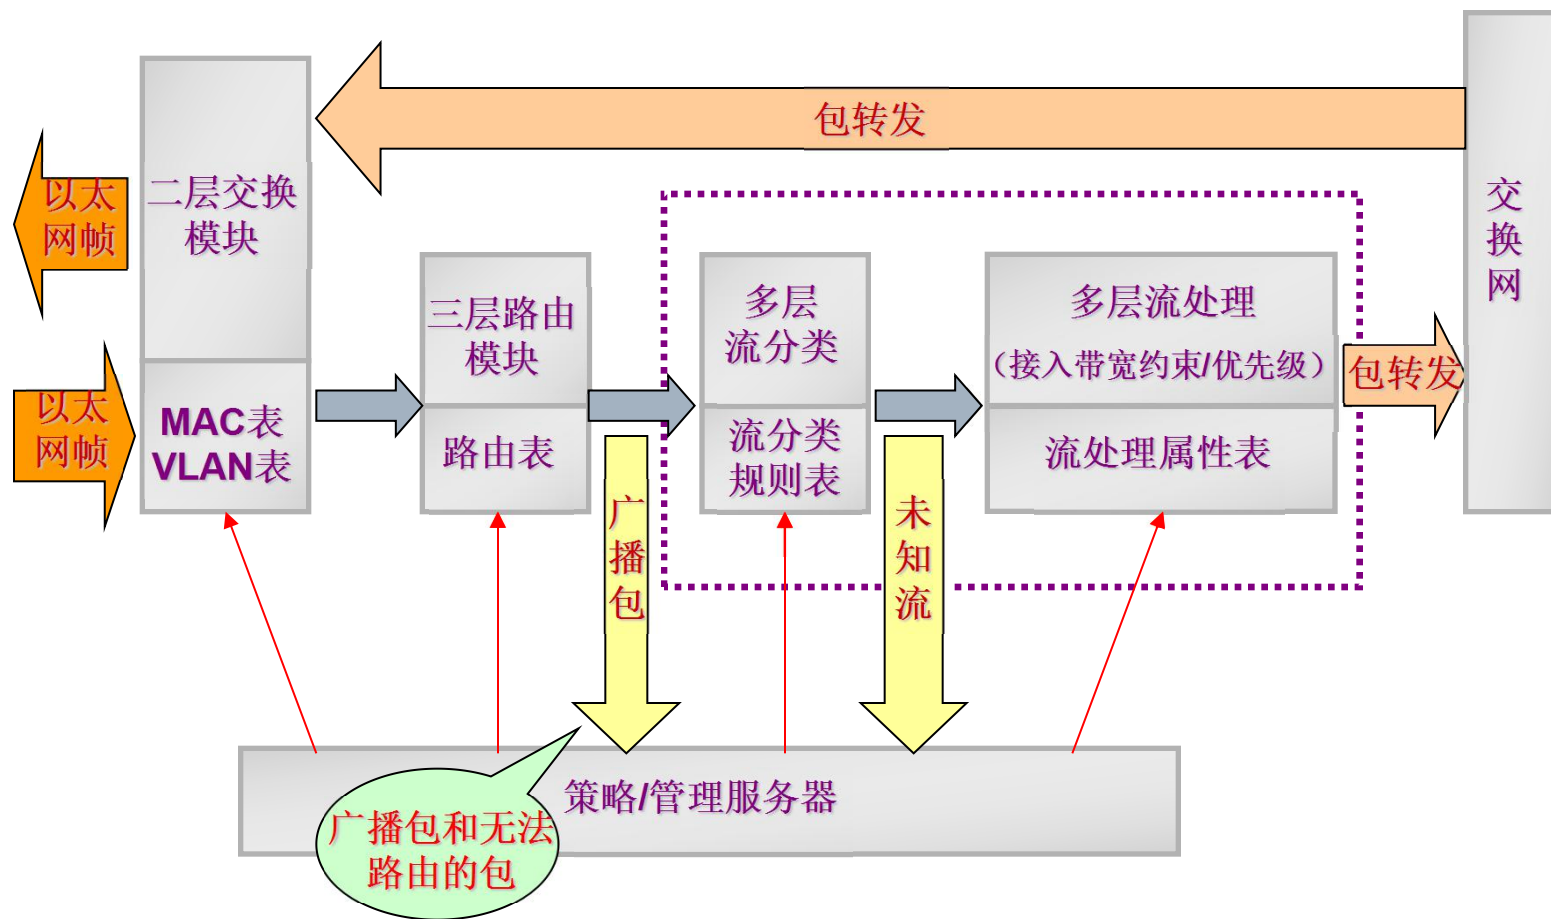 包转发
以太
网帧
二层交换
模块
交
换
网
三层路由
模块
多层
流分类
多层流处理
（接入带宽约束/优先级）
包转发
以太
网帧
MAC表
VLAN表
路由表
流分类
规则表
流处理属性表
广
播
包
未
知
流
策略/管理服务器
广播包和无法
路由的包